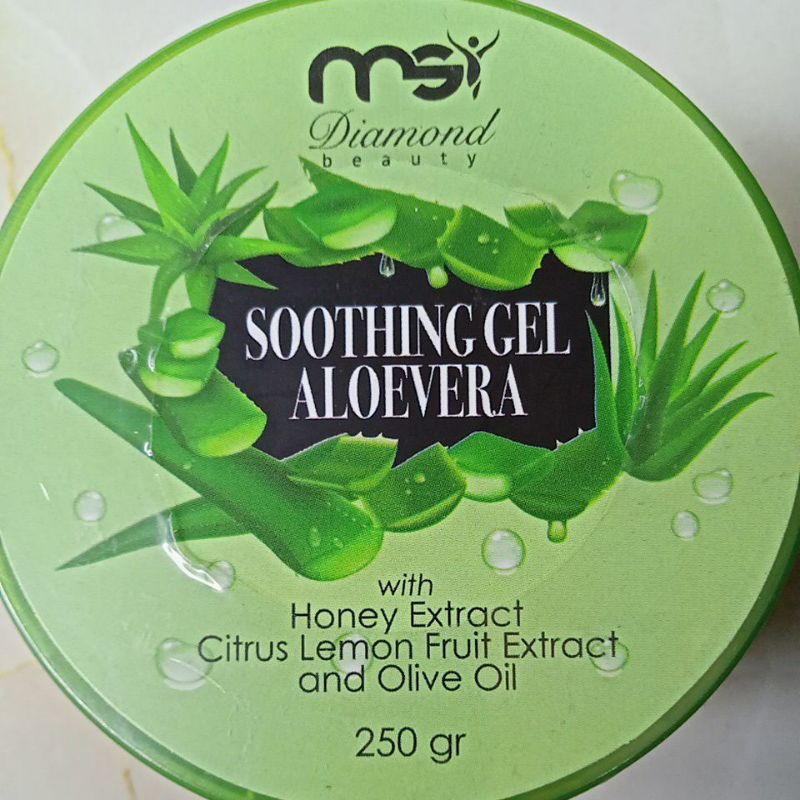 msi
Diamond
beauty
SOOTHING GEL
ALOEVERA
with
Honey Extract
Citrus Lemon Fruit Extract
and Olive Oil
250 gr